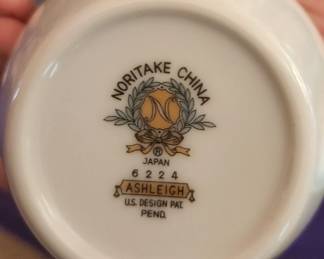 NORITAKE CHINA
N
®
JAPAN
6224
ASHLEIGH
U.S. DESIGN PAT.
PEND.